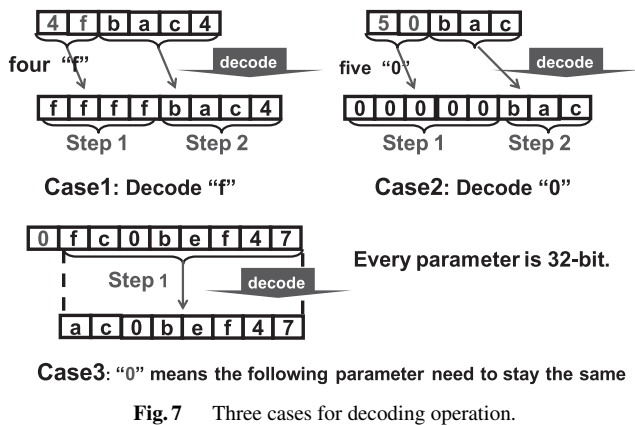 4 f b a c 4
four "f"
decode
f f f f b a c 4
Step 1 Step 2
Case1: Decode "f"
5 0 b a c
five "0"
decode
0 0 0 0 0 b a c
Step 1 Step 2
Case2: Decode "0"
0 f c 0 b e f 4 7
Step 1
decode
a c 0 b e f 4 7
Every parameter is 32-bit.
Case3: "0" means the following parameter need to stay the same
Fig. 7 Three cases for decoding operation.